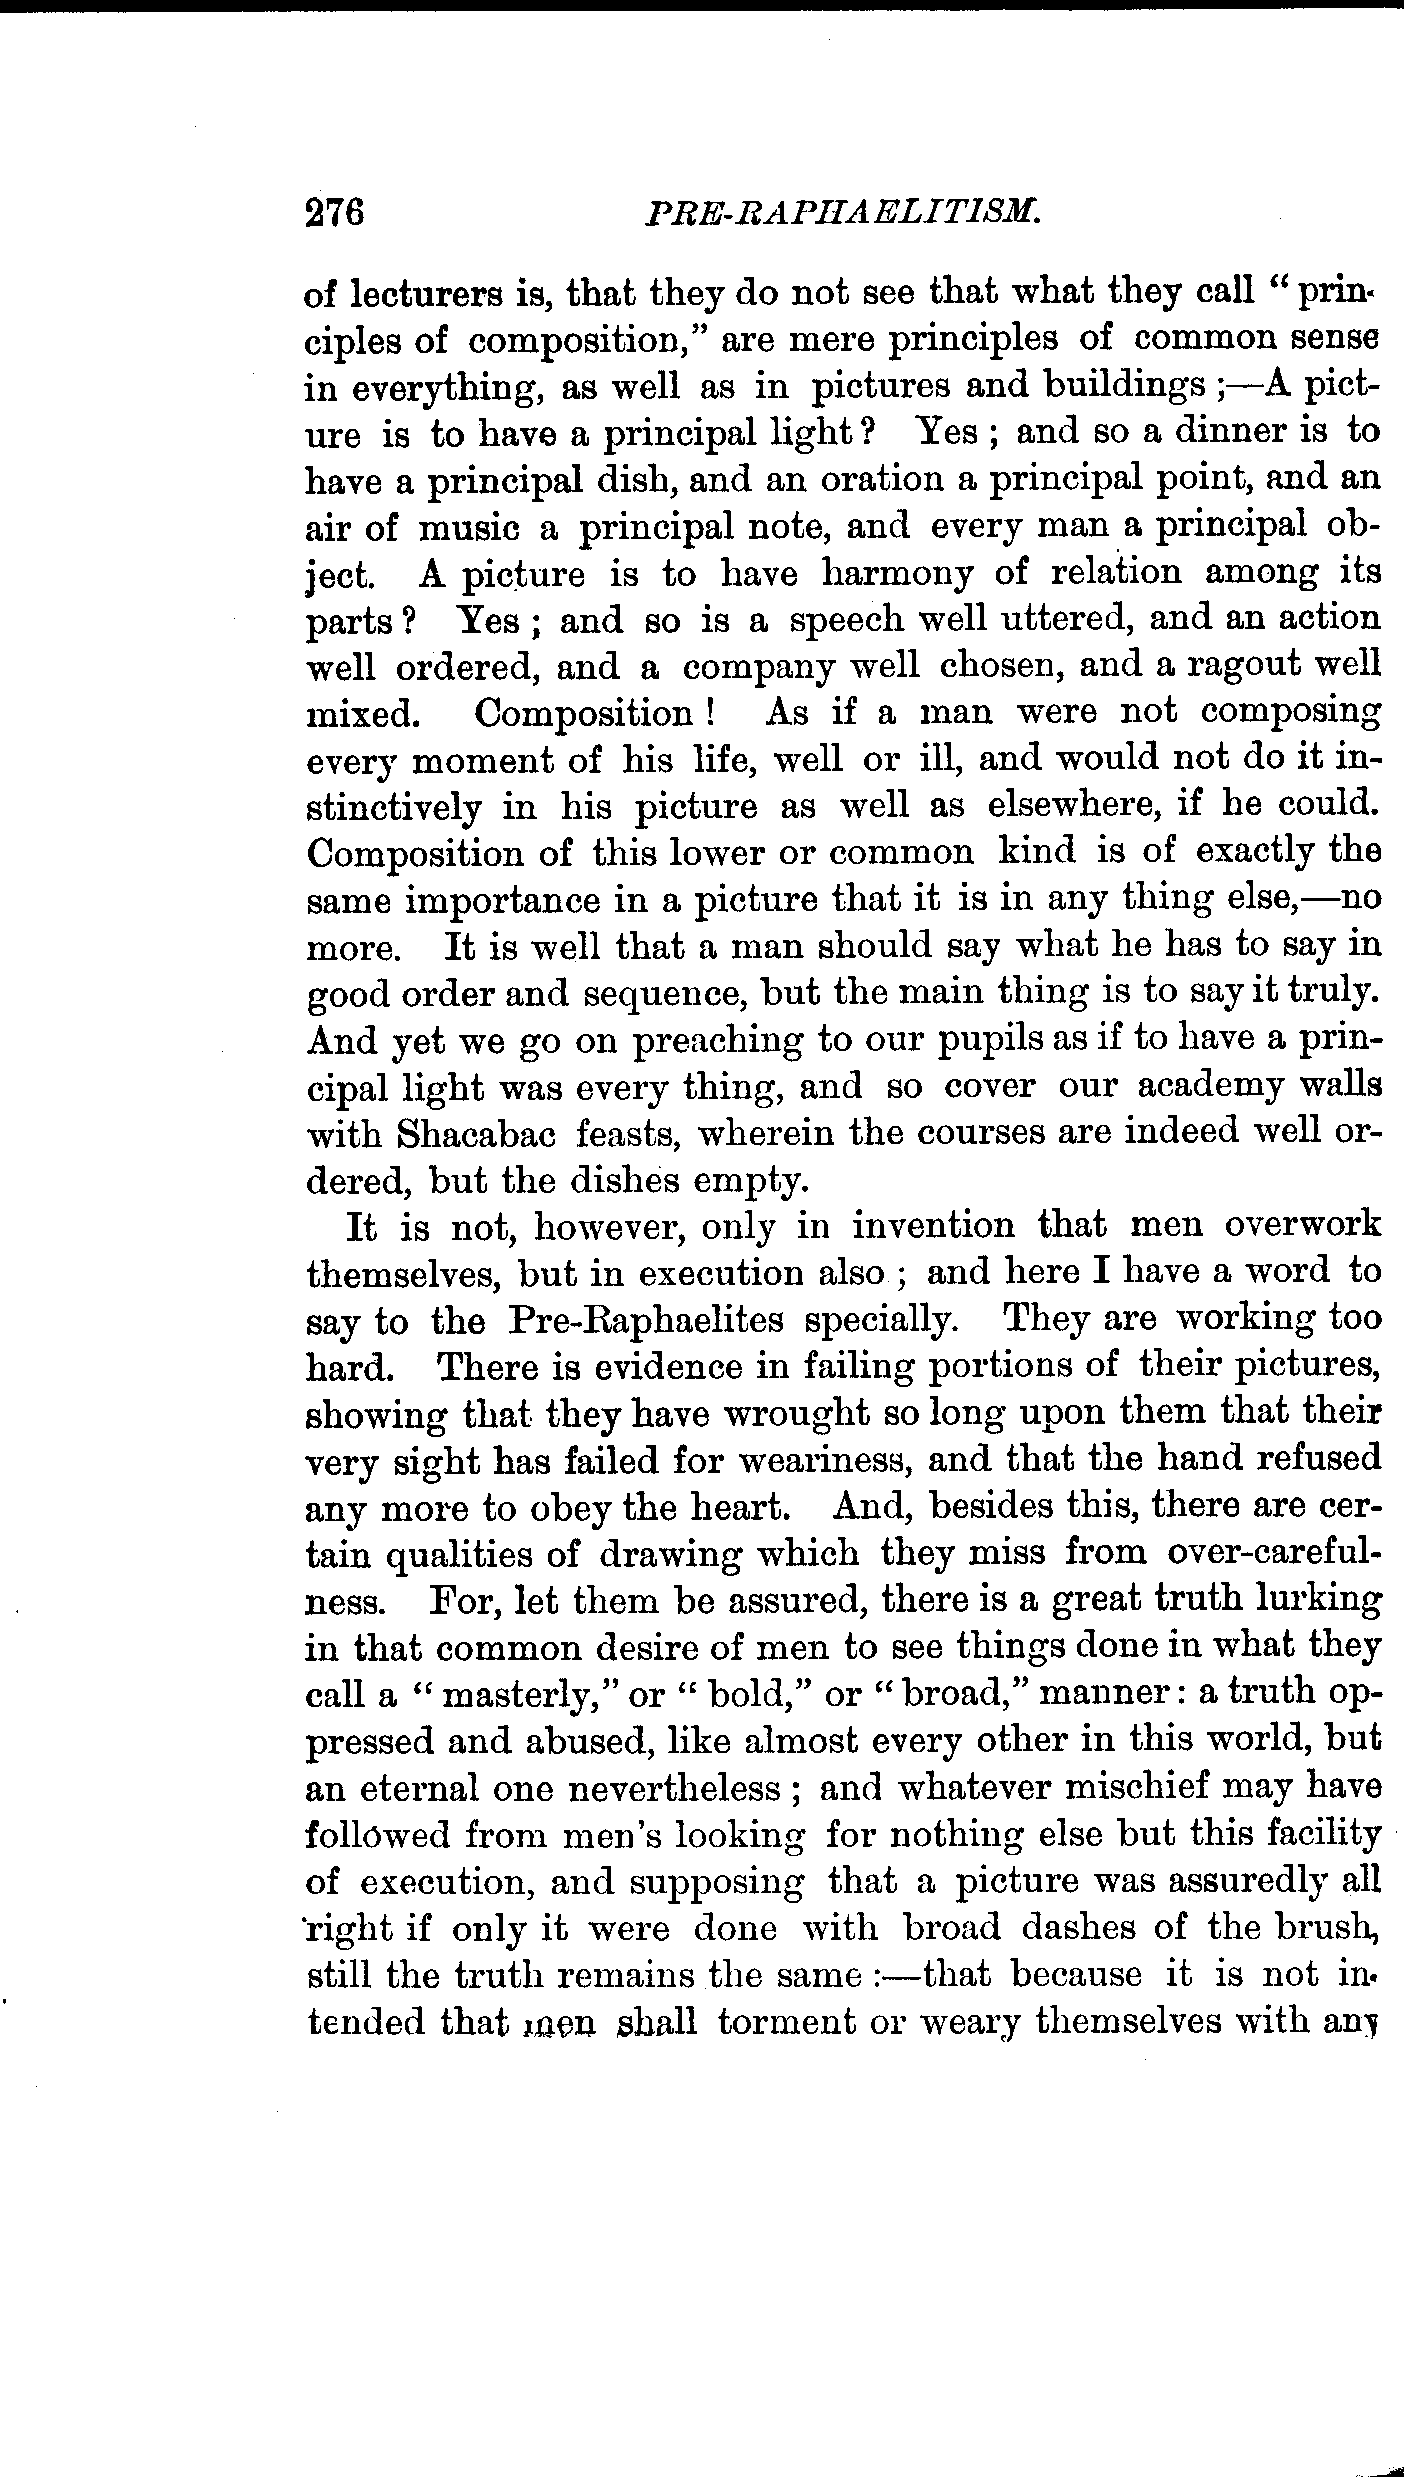 276 PRE-RAPHAELITISM.
of lecturers is, that they do not see that what they call “prin-
ciples of composition,” are mere principles of common sense
in everything, as well as in pictures and buildings ;—A pict-
ure is to have a principal light? Yes ; and so a dinner is to
have a principal dish, and an oration a principal point, and an
air of music a principal note, and every man a principal ob-
ject. A picture is to have harmony of relation among its
parts? Yes ; and so is a speech well uttered, and an action
well ordered, and a company well chosen, and a ragout well
mixed. Composition ! As if a man were not composing
every moment of his life, well or ill, and would not do it in-
stinctively in his picture as well as elsewhere, if he could.
Composition of this lower or common kind is of exactly the
same importance in a picture that it is in any thing else,—no
more. It is well that a man should say what he has to say in
good order and sequence, but the main thing is to say it truly.
And yet we go on preaching to our pupils as if to have a prin-
cipal light was every thing, and so cover our academy walls
with Shacabac feasts, wherein the courses are indeed well or-
dered, but the dishes empty.
It is not, however, only in invention that men overwork
themselves, but in execution also ; and here I have a word to
say to the Pre-Raphaelites specially. They are working too
hard. There is evidence in failing portions of their pictures,
showing that they have wrought so long upon them that their
very sight has failed for weariness, and that the hand refused
any more to obey the heart. And, besides this, there are cer-
tain qualities of drawing which they miss from over-careful-
ness. For, let them be assured, there is a great truth lurking
in that common desire of men to see things done in what they
call a “masterly,” or “bold,” or “broad,” manner: a truth op-
pressed and abused, like almost every other in this world, but
an eternal one nevertheless ; and whatever mischief may have
followed from men's looking for nothing else but this facility
of execution, and supposing that a picture was assuredly all
right if only it were done with broad dashes of the brush,
still the truth remains the same :—that because it is not in-
tended that men shall torment or weary themselves with any